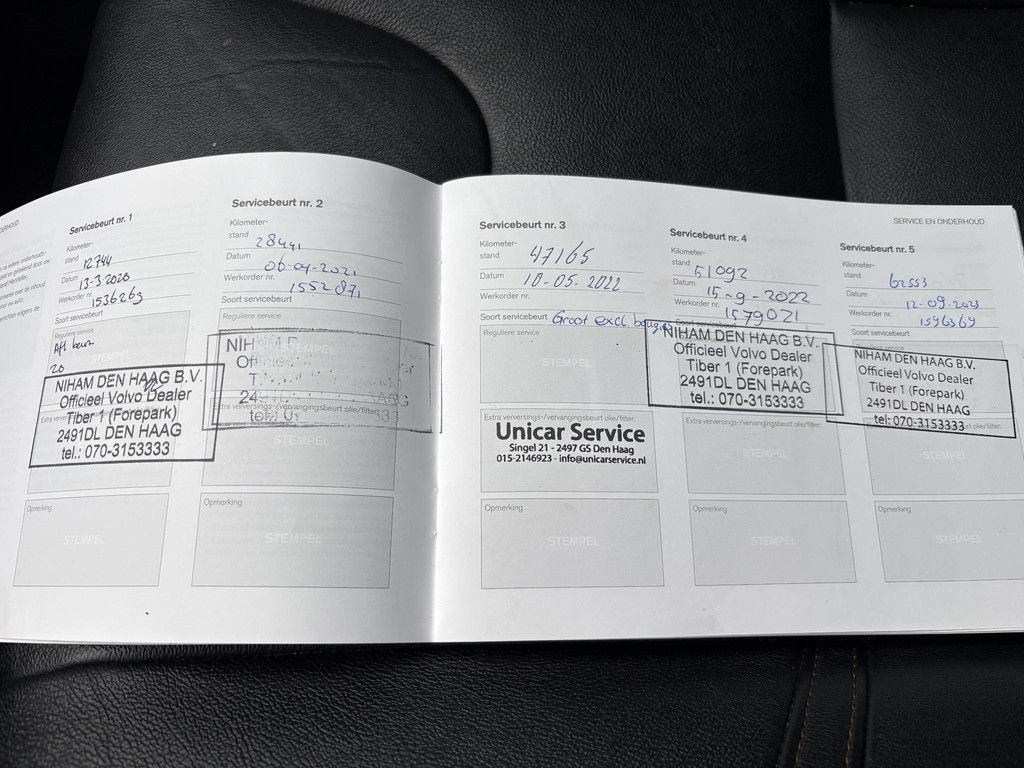 DERHOUD
Servicebeurt nr. 1
Kilometer-
stand
12744
Datum
13-3 2020
Werkorder nr.
1536269
Soort servicebeurt
Reguliere service
Afl beurt
20
NIHAM DEN HAAG B.V.
Officieel Volvo Dealer
Tiber 1 (Forepark)
2491DL DEN HAAG
tel.: 070-3153333
Opmerking
STEMPEL
Servicebeurt nr. 2
Kilometer-
stand
28441
Datum
06-04-2021
Werkorder nr.
1552871
Soort servicebeurt
Reguliere service
STEMPEL
Extra verversings-/vervangingsbeurt olie/filter:
STEMPEL
Opmerking
STEMPEL
Servicebeurt nr. 3
Kilometer-
stand
47165
Datum
10-05-2022
Werkorder nr.
Soort servicebeurt Groot excl. bougie
Reguliere service
STEMPEL
Extra verversings-/vervangingsbeurt olie/filter:
Unicar Service
Singel 21 - 2497 GS Den Haag
015-2146923 - info@unicarservice.nl
Opmerking
STEMPEL
SERVICE EN ONDERHOUD
Servicebeurt nr. 4
Kilometer-
stand
51092
Datum
15-9-2022
Werkorder nr.
1579021
NIHAM DEN HAAG B.V.
Officieel Volvo Dealer
Tiber 1 (Forepark)
2491DL DEN HAAG
tel.: 070-3153333
Extra verversings-/vervangingsbeurt olie/filter:
STEMPEL
Opmerking
STEMPEL
Servicebeurt nr. 5
Kilometer-
stand
62553
Datum
12-09-2023
Werkorder nr.
1596369
Soort servicebeurt
NIHAM DEN HAAG B.V.
Officieel Volvo Dealer
Tiber 1 (Forepark)
2491DL DEN HAAG
tel: 070-3153333
STEMPEL
Opmerking
STEMPEL